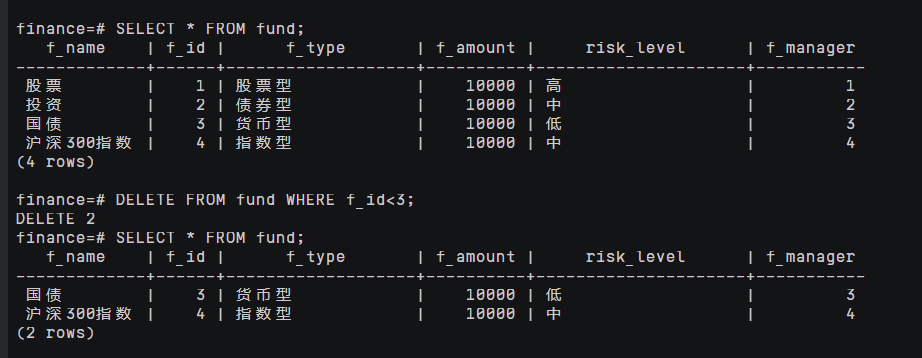 finance=# SELECT * FROM fund;
   f_name    | f_id |      f_type       | f_amount |     risk_level      | f_manager
-------------+------+-------------------+----------+---------------------+-----------
 股票        |    1 | 股票型            |    10000 | 高                  |         1
 投资        |    2 | 债券型            |    10000 | 中                  |         2
 国债        |    3 | 货币型            |    10000 | 低                  |         3
 沪深300指数 |    4 | 指数型            |    10000 | 中                  |         4
(4 rows)
finance=# DELETE FROM fund WHERE f_id<3;
DELETE 2
finance=# SELECT * FROM fund;
   f_name    | f_id |      f_type       | f_amount |     risk_level      | f_manager
-------------+------+-------------------+----------+---------------------+-----------
 国债        |    3 | 货币型            |    10000 | 低                  |         3
 沪深300指数 |    4 | 指数型            |    10000 | 中                  |         4
(2 rows)